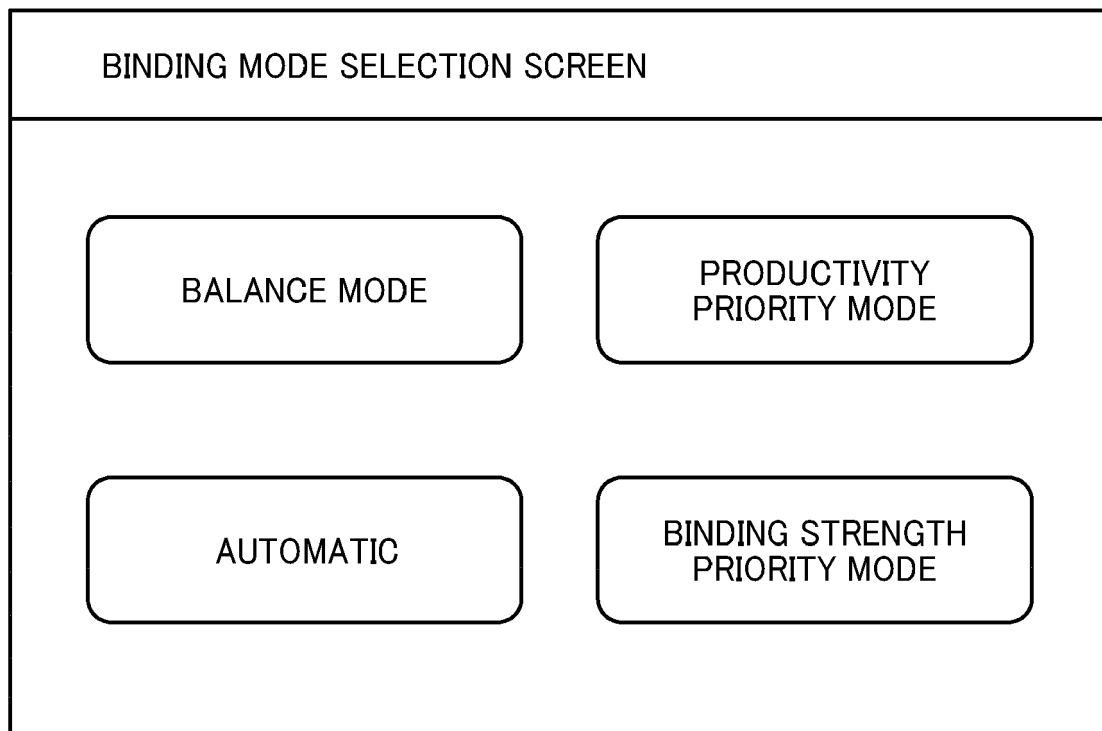 BINDING MODE SELECTION SCREEN
BALANCE MODE
PRODUCTIVITY
PRIORITY MODE
AUTOMATIC
BINDING STRENGTH
PRIORITY MODE